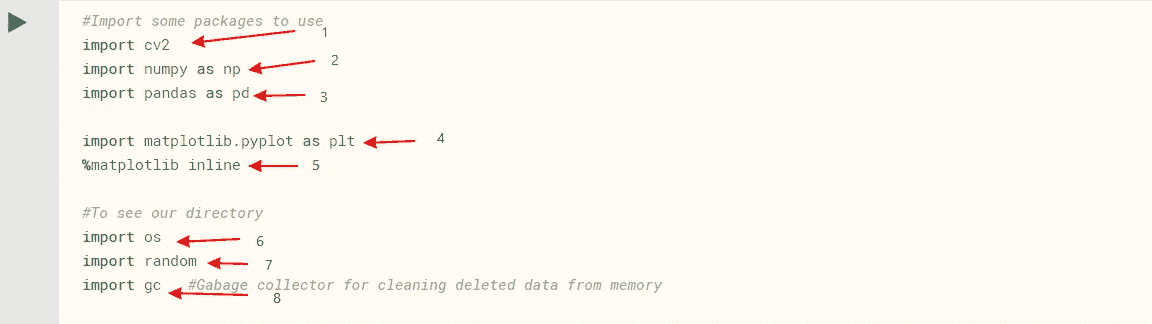 #Import some packages to use
import cv2 1
import numpy as np 2
import pandas as pd 3
import matplotlib.pyplot as plt 4
%matplotlib inline 5
#To see our directory
import os 6
import random 7
import gc #Gabage collector for cleaning deleted data from memory
8